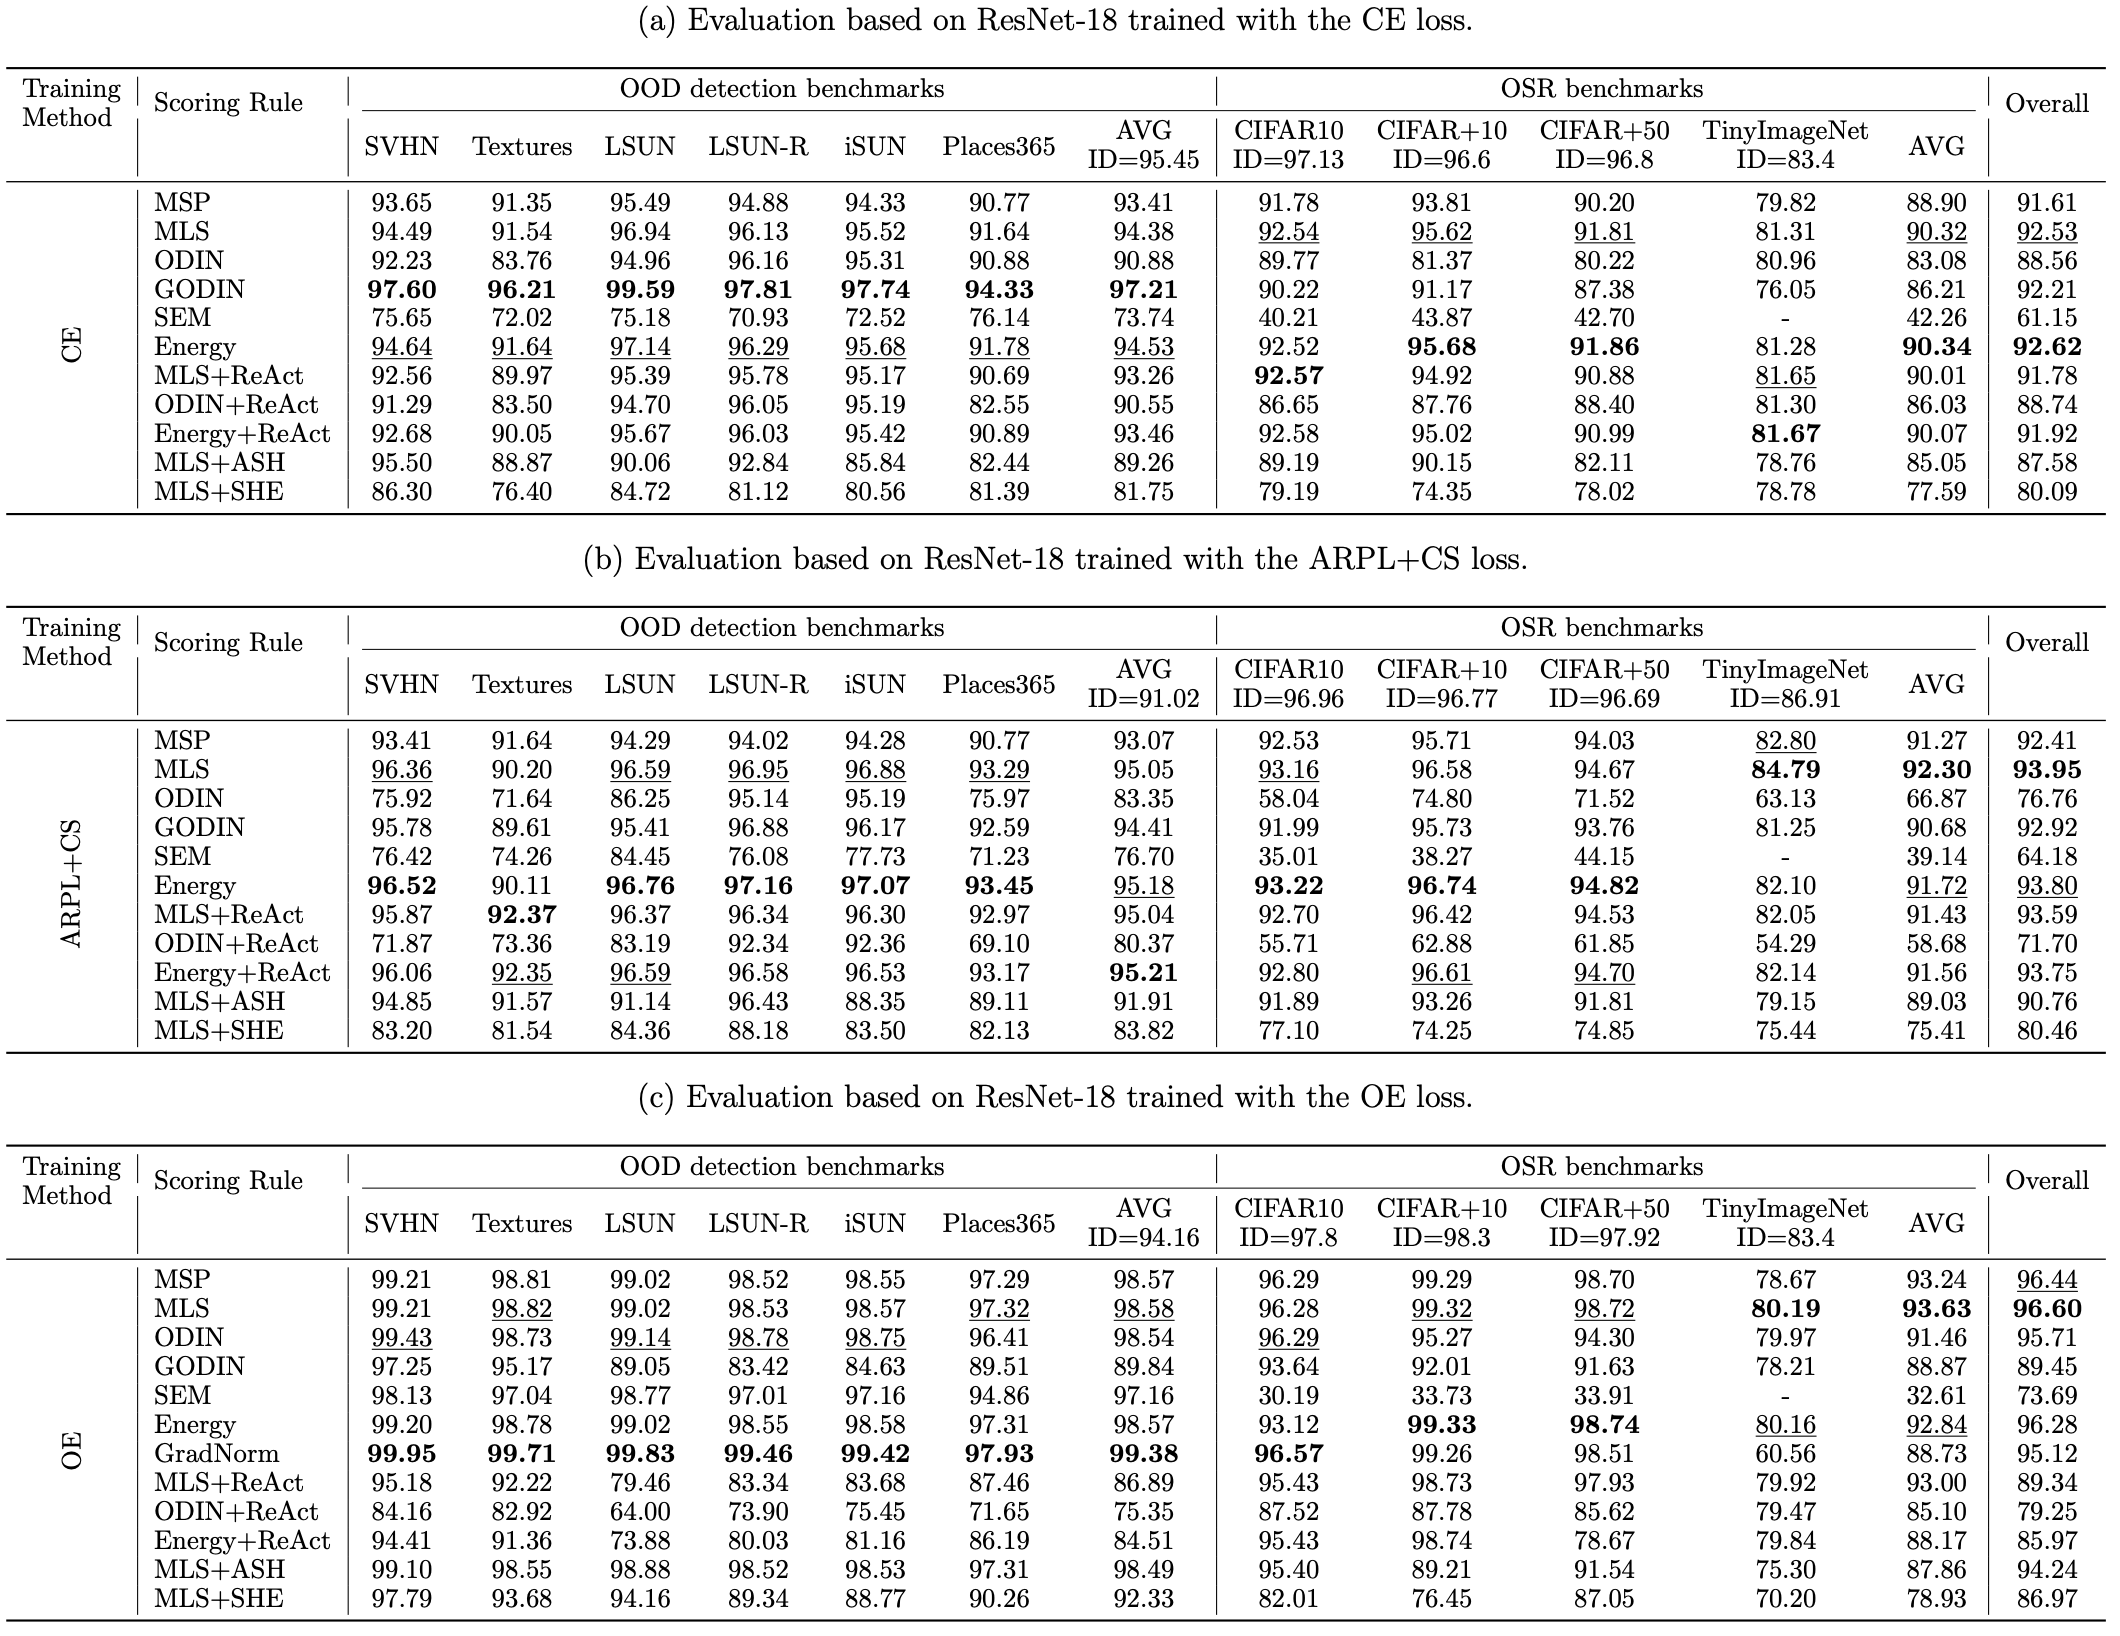 (a) Evaluation based on ResNet-18 trained with the CE loss.
Training Method Scoring Rule OOD detection benchmarks OSR benchmarks Overall
SVHN Textures LSUN LSUN-R iSUN Places365 AVG ID=95.45 CIFAR10 ID=97.13 CIFAR+10 ID=96.6 CIFAR+50 ID=96.8 TinyImageNet ID=83.4 AVG
CE
MSP 93.65 91.35 95.49 94.88 94.33 90.77 93.41 91.78 93.81 90.20 79.82 88.90 91.61
MLS 94.49 91.54 96.94 96.13 95.52 91.64 94.38 92.54 95.62 91.81 81.31 90.32 92.53
ODIN 92.23 83.76 94.96 96.16 95.31 90.88 90.88 89.77 81.37 80.22 80.96 83.08 88.56
GODIN 97.60 96.21 99.59 97.81 97.74 94.33 97.21 90.22 91.17 87.38 76.05 86.21 92.21
SEM 75.65 72.02 75.18 70.93 72.52 76.14 73.74 40.21 43.87 42.70 - 42.26 61.15
Energy 94.64 91.64 97.14 96.29 95.68 91.78 94.53 92.52 95.68 91.86 81.28 90.34 92.62
MLS+ReAct 92.56 89.97 95.39 95.78 95.17 90.69 93.26 92.57 94.92 90.88 81.65 90.01 91.78
ODIN+ReAct 91.29 83.50 94.70 96.05 95.19 82.55 90.55 86.65 87.76 88.40 81.30 86.03 88.74
Energy+ReAct 92.68 90.05 95.67 96.03 95.42 90.89 93.46 92.58 95.02 90.99 81.67 90.07 91.92
MLS+ASH 95.50 88.87 90.06 92.84 85.84 82.44 89.26 89.19 90.15 82.11 78.76 85.05 87.58
MLS+SHE 86.30 76.40 84.72 81.12 80.56 81.39 81.75 79.19 74.35 78.02 78.78 77.59 80.09
(b) Evaluation based on ResNet-18 trained with the ARPL+CS loss.
Training Method Scoring Rule OOD detection benchmarks OSR benchmarks Overall
SVHN Textures LSUN LSUN-R iSUN Places365 AVG ID=91.02 CIFAR10 ID=96.96 CIFAR+10 ID=96.77 CIFAR+50 ID=96.69 TinyImageNet ID=86.91 AVG
ARPL+CS
MSP 93.41 91.64 94.29 94.02 94.28 90.77 93.07 92.53 95.71 94.03 82.80 91.27 92.41
MLS 96.36 90.20 96.59 96.95 96.88 93.29 95.05 93.16 96.58 94.67 84.79 92.30 93.95
ODIN 75.92 71.64 86.25 95.14 95.19 75.97 83.35 58.04 74.80 71.52 63.13 66.87 76.76
GODIN 95.78 89.61 95.41 96.88 96.17 92.59 94.41 91.99 95.73 93.76 81.25 90.68 92.92
SEM 76.42 74.26 84.45 76.08 77.73 71.23 76.70 35.01 38.27 44.15 - 39.14 64.18
Energy 96.52 90.11 96.76 97.16 97.07 93.45 95.18 93.22 96.74 94.82 82.10 91.72 93.80
MLS+ReAct 95.87 92.37 96.37 96.34 96.30 92.97 95.04 92.70 96.42 94.53 82.05 91.43 93.59
ODIN+ReAct 71.87 73.36 83.19 92.34 92.36 69.10 80.37 55.71 62.88 61.85 54.29 58.68 71.70
Energy+ReAct 96.06 92.35 96.59 96.58 96.53 93.17 95.21 92.80 96.61 94.70 82.14 91.56 93.75
MLS+ASH 94.85 91.57 91.14 96.43 88.35 89.11 91.91 91.89 93.26 91.81 79.15 89.03 90.76
MLS+SHE 83.20 81.54 84.36 88.18 83.50 82.13 83.82 77.10 74.25 74.85 75.44 75.41 80.46
(c) Evaluation based on ResNet-18 trained with the OE loss.
Training Method Scoring Rule OOD detection benchmarks OSR benchmarks Overall
SVHN Textures LSUN LSUN-R iSUN Places365 AVG ID=94.16 CIFAR10 ID=97.8 CIFAR+10 ID=98.3 CIFAR+50 ID=97.92 TinyImageNet ID=83.4 AVG
OE
MSP 99.21 98.81 99.02 98.52 98.55 97.29 98.57 96.29 99.29 98.70 78.67 93.24 96.44
MLS 99.21 98.82 99.02 98.53 98.57 97.32 98.58 96.28 99.32 98.72 80.19 93.63 96.60
ODIN 99.43 98.73 99.14 98.78 98.75 96.41 98.54 96.29 95.27 94.30 79.97 91.46 95.71
GODIN 97.25 95.17 89.05 83.42 84.63 89.51 89.84 93.64 92.01 91.63 78.21 88.87 89.45
SEM 98.13 97.04 98.77 97.01 97.16 94.86 97.16 30.19 33.73 33.91 - 32.61 73.69
Energy 99.20 98.78 99.02 98.55 98.58 97.31 98.57 93.12 99.33 98.74 80.16 92.84 96.28
GradNorm 99.95 99.71 99.83 99.46 99.42 97.93 99.38 96.57 99.26 98.51 60.56 88.73 95.12
MLS+ReAct 95.18 92.22 79.46 83.34 83.68 87.46 86.89 95.43 98.73 97.93 79.92 93.00 89.34
ODIN+ReAct 84.16 82.92 64.00 73.90 75.45 71.65 75.35 87.52 87.78 85.62 79.47 85.10 79.25
Energy+ReAct 94.41 91.36 73.88 80.03 81.16 86.19 84.51 95.43 98.74 78.67 79.84 88.17 85.97
MLS+ASH 99.10 98.55 98.88 98.52 98.53 97.31 98.49 95.40 89.21 91.54 75.30 87.86 94.24
MLS+SHE 97.79 93.68 94.16 89.34 88.77 90.26 92.33 82.01 76.45 87.05 70.20 78.93 86.97